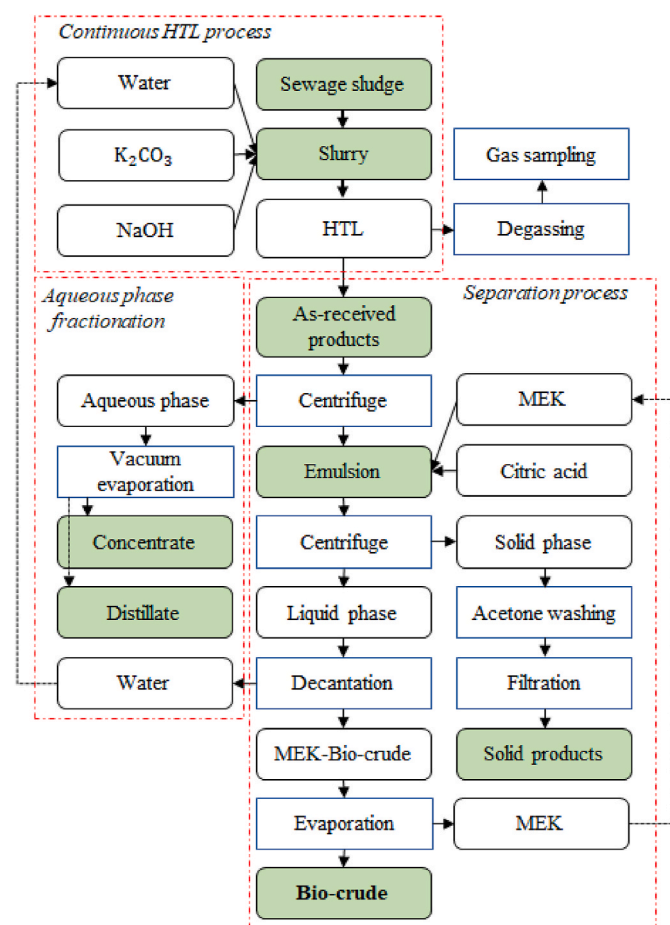 Continuous HTL process
Water
Sewage sludge
K₂CO₃
Slurry
Gas sampling
NaOH
HTL
Degassing
Aqueous phase
fractionation
Separation process
As-received
products
Aqueous phase
Centrifuge
MEK
Vacuum
evaporation
Emulsion
Citric acid
Concentrate
Centrifuge
Solid phase
Distillate
Liquid phase
Acetone washing
Water
Decantation
Filtration
MEK-Bio-crude
Solid products
Evaporation
MEK
Bio-crude